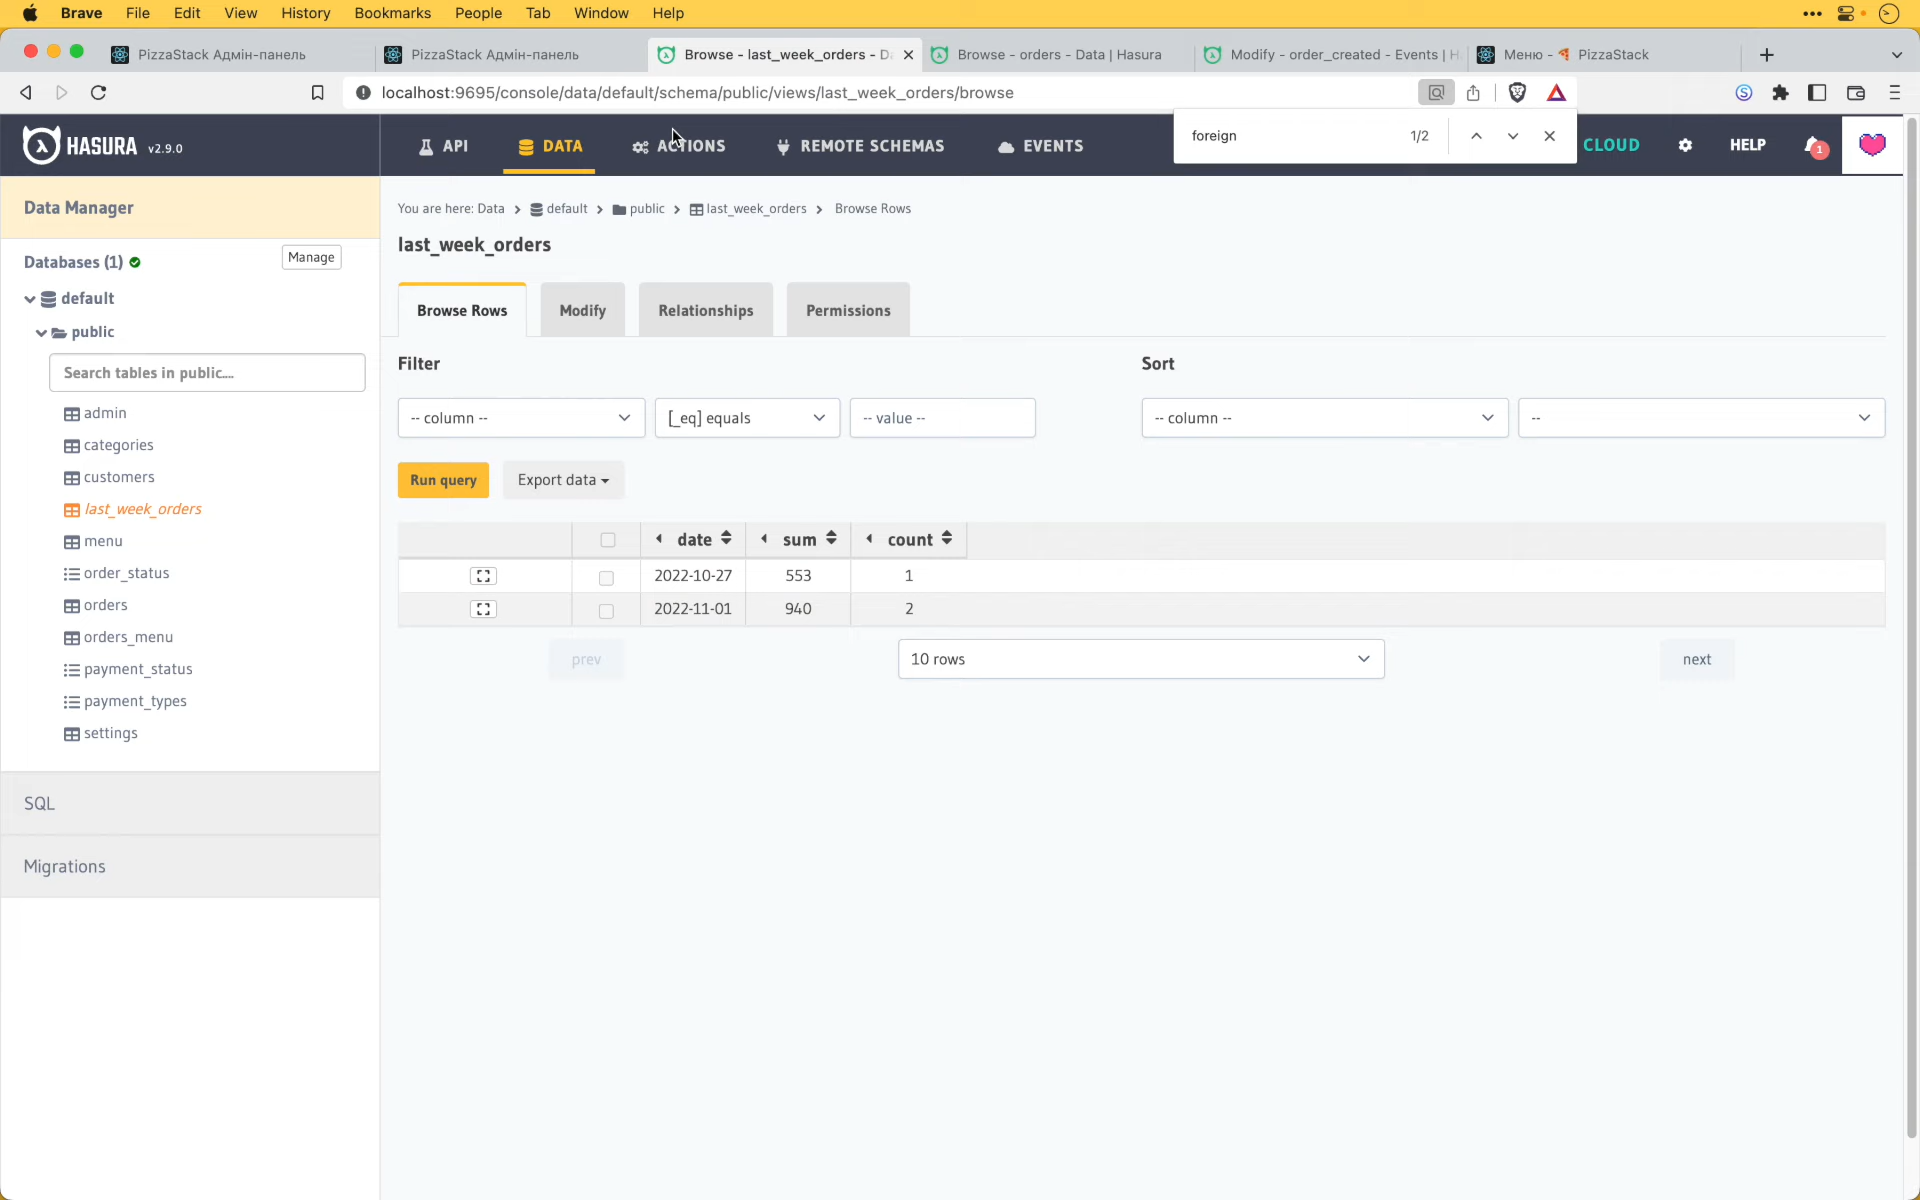 Brave File Edit View History Bookmarks People Tab Window Help
PizzaStack Адмін-панель
PizzaStack Адмін-панель
Browse - last_week_orders - D
Browse - orders - Data | Hasura
Modify - order_created - Events | H
Меню - PizzaStack
localhost:9695/console/data/default/schema/public/views/last_week_orders/browse
foreign 1/2
HASURA v2.9.0
API DATA ACTIONS REMOTE SCHEMAS EVENTS CLOUD HELP 1
Data Manager
Databases (1) Manage
default
public
Search tables in public....
admin
categories
customers
last_week_orders
menu
order_status
orders
orders_menu
payment_status
payment_types
settings
SQL
Migrations
You are here: Data > default > public > last_week_orders > Browse Rows
last_week_orders
Browse Rows Modify Relationships Permissions
Filter Sort
-- column -- [_eq] equals -- value -- -- column -- --
Run query Export data
date sum count
2022-10-27 553 1
2022-11-01 940 2
prev 10 rows next